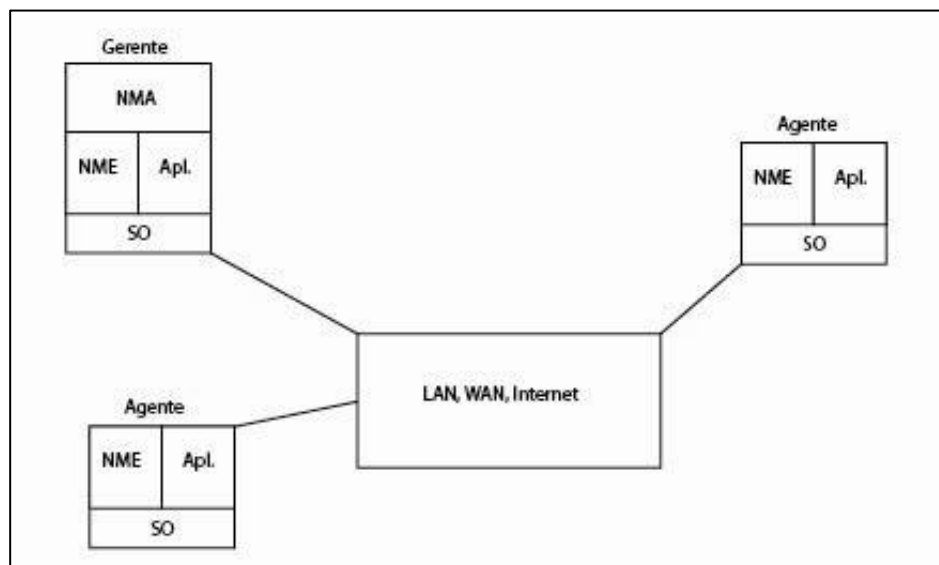 Gerente
NMA
NME Apl.
SO
Agente
NME Apl.
SO
LAN, WAN, Internet
Agente
NME Apl.
SO